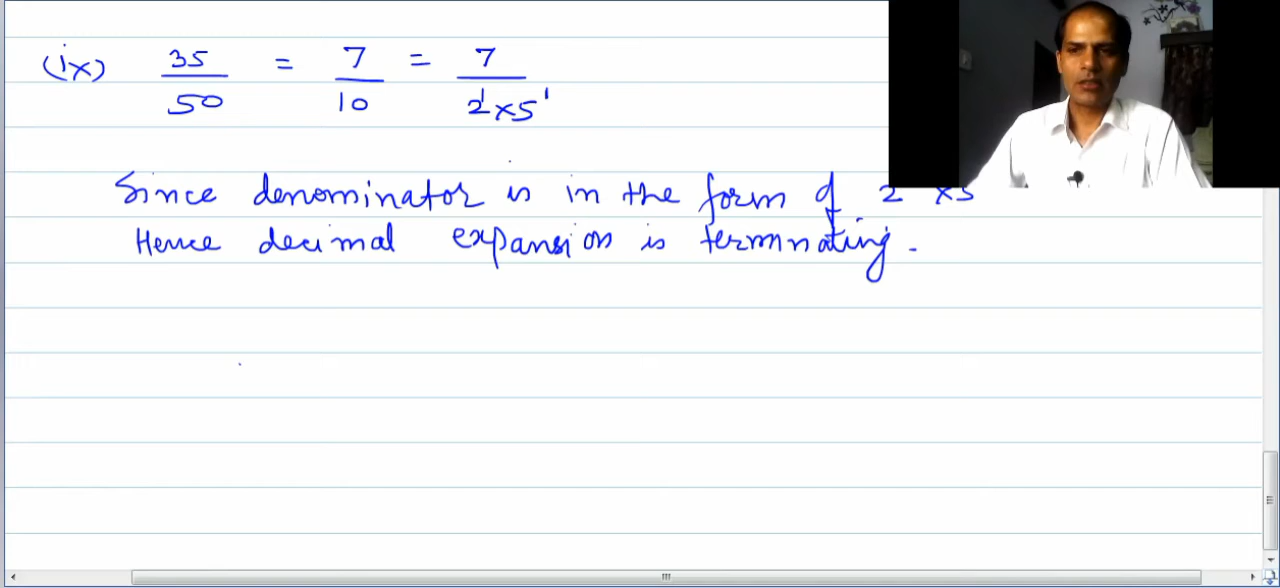 (ix) 35/50 = 7/10 = 7/2¹×5¹
Since denominator is in the form of 2 ×5
Hence decimal expansion is terminating.